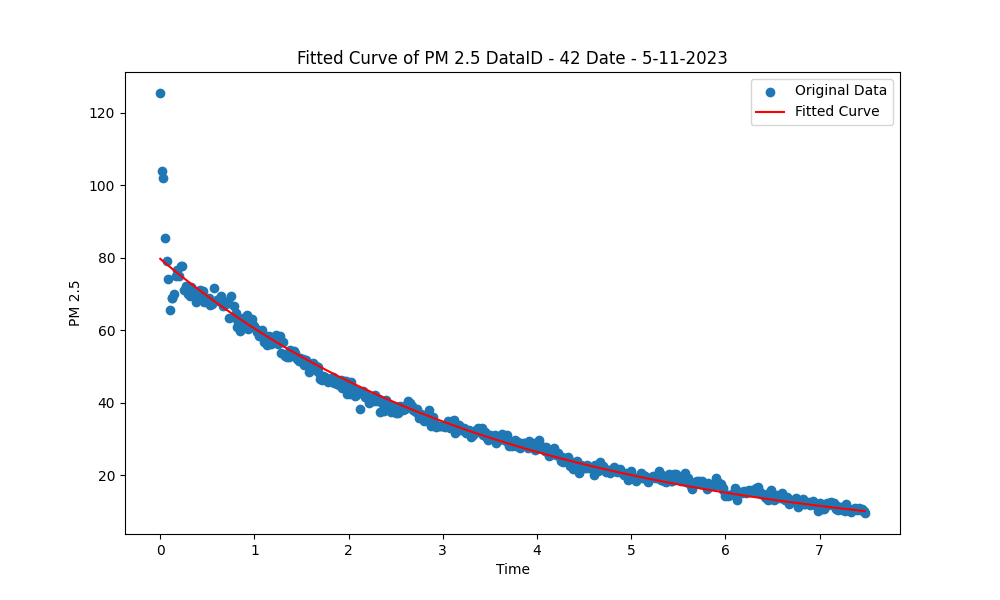 Fitted Curve of PM 2.5 DataID - 42 Date - 5-11-2023
Original Data
Fitted Curve
120
100
80
60
40
20
PM 2.5
0 1 2 3 4 5 6 7
Time